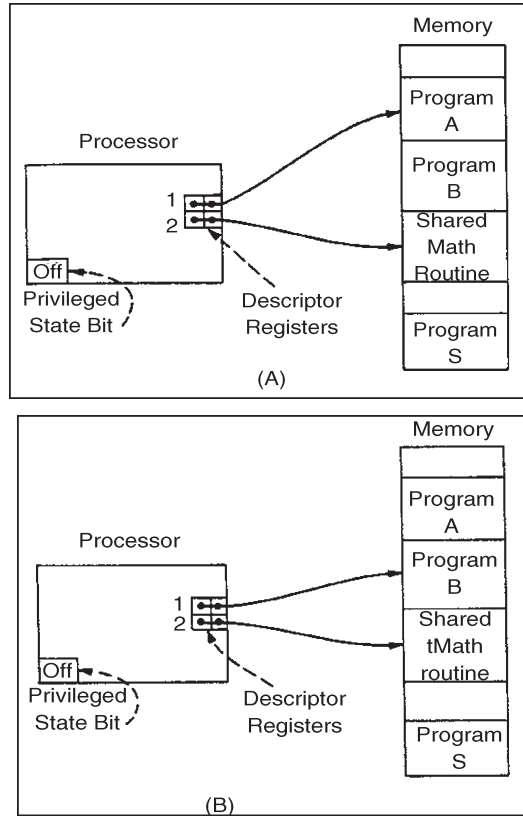 Memory
Program
A
Processor
Program
B
1
2
Shared
Math
Routine
Off
Privileged
State Bit
Descriptor
Registers
Program
S
(A)
Memory
Program
A
Processor
Program
B
1
2
Shared
tMath
routine
Off
Privileged
State Bit
Descriptor
Registers
Program
S
(B)